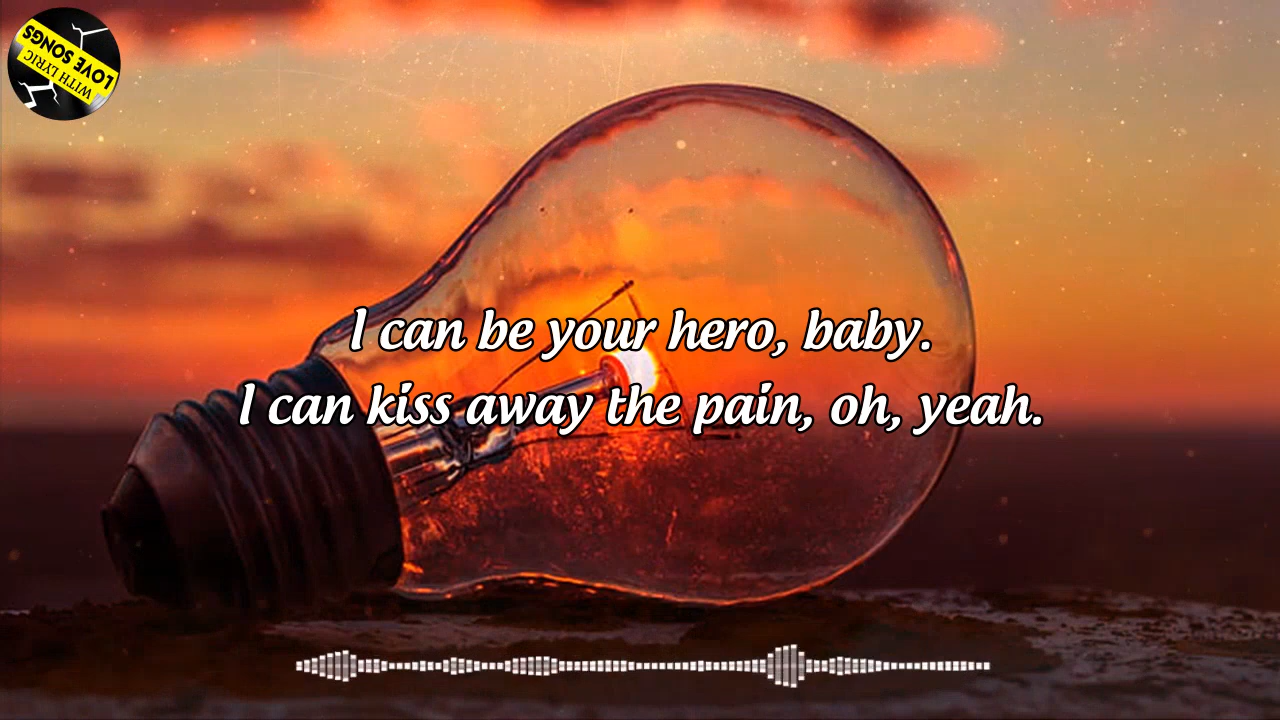 LOVE SONGS
WITH LYRIC
I can be your hero, baby.
I can kiss away the pain, oh, yeah.